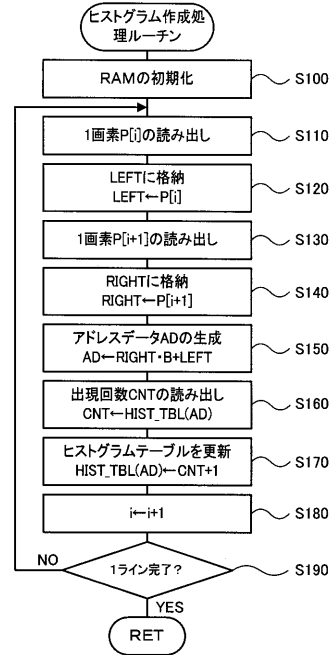 ヒストグラム作成処
理ルーチン
RAMの初期化
S100
1画素P[i]の読み出し
S110
LEFTに格納
LEFT←P[i]
S120
1画素P[i+1]の読み出し
S130
RIGHTに格納
RIGHT←P[i+1]
S140
アドレスデータADの生成
AD←RIGHT・B+LEFT
S150
出現回数CNTの読み出し
CNT←HIST_TBL(AD)
S160
ヒストグラムテーブルを更新
HIST_TBL(AD)←CNT+1
S170
i←i+1
S180
NO
1ライン完了?
S190
YES
RET